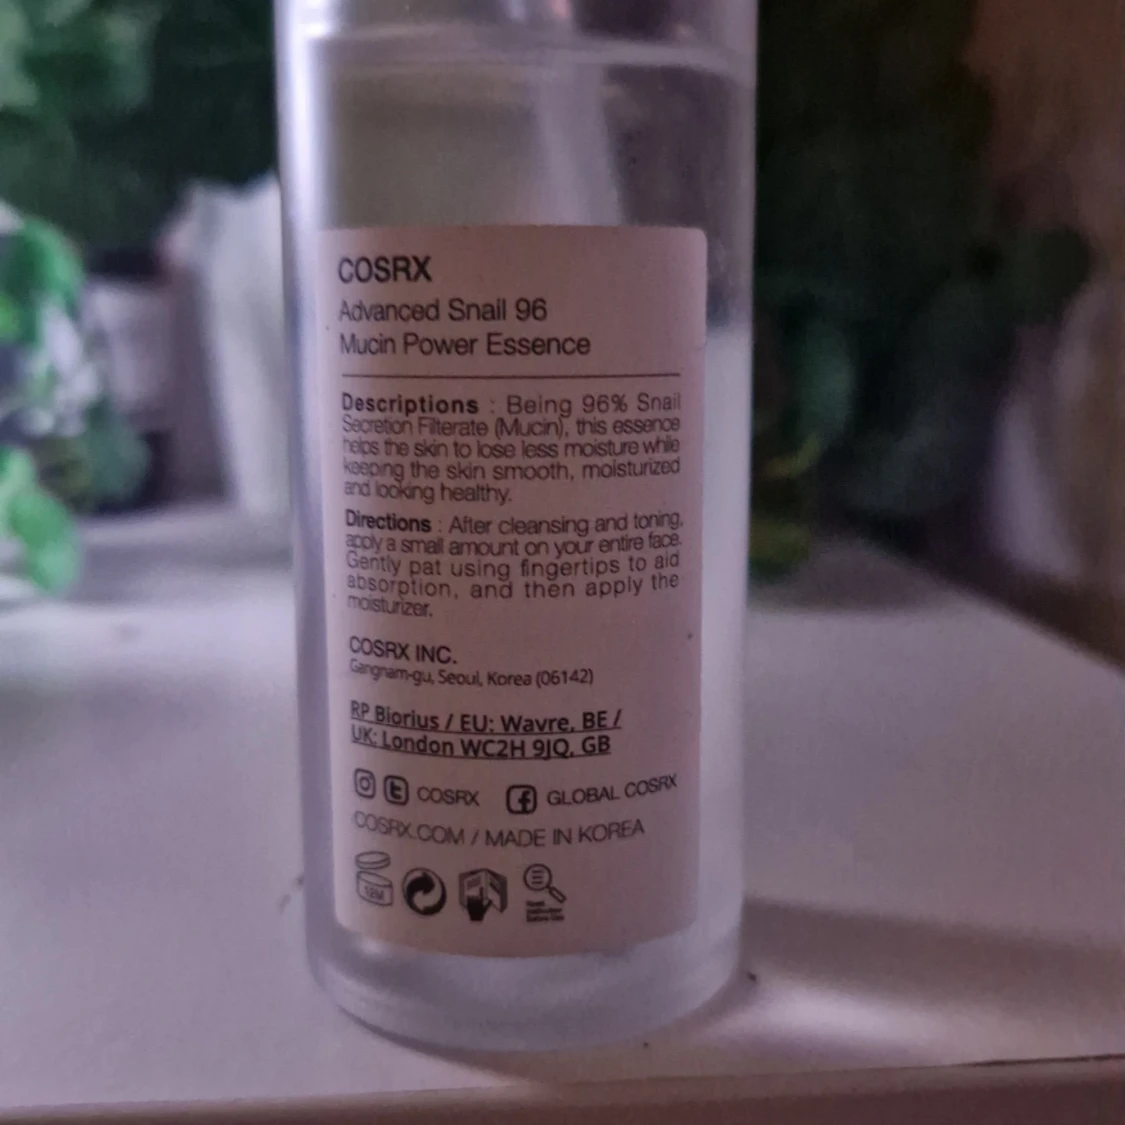 COSRX
Advanced Snail 96
Mucin Power Essence
Descriptions : Being 96% Snail
Secretion Filterate (Mucin), this essence
helps the skin to lose less moisture while
keeping the skin smooth, moisturized
and looking healthy.
Directions : After cleansing and toning,
apply a small amount on your entire face.
Gently pat using fingertips to aid
absorption, and then apply the
moisturizer.
COSRX INC.
Gangnam-gu, Seoul, Korea (06142)
RP Biorius / EU: Wavre, BE /
UK: London WC2H 9JQ, GB
COSRX GLOBAL COSRX
COSRX.COM / MADE IN KOREA
12M